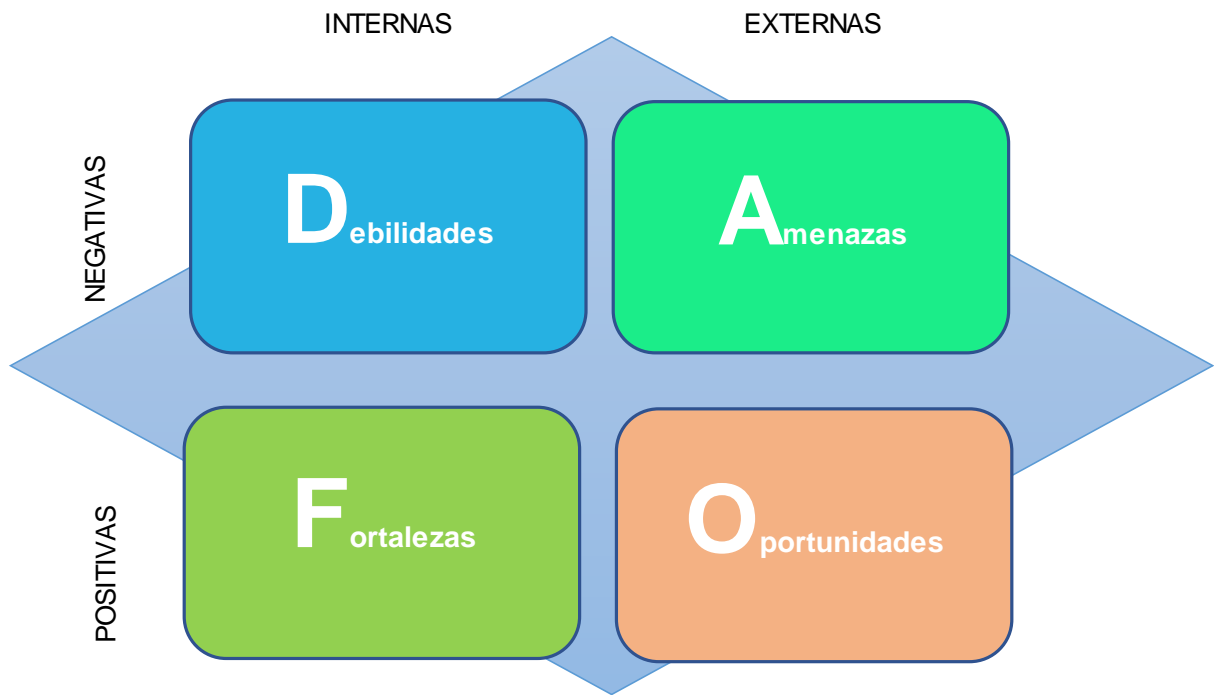 INTERNAS
EXTERNAS
NEGATIVAS
Debilidades
Amenazas
POSITIVAS
Fortalezas
Oportunidades